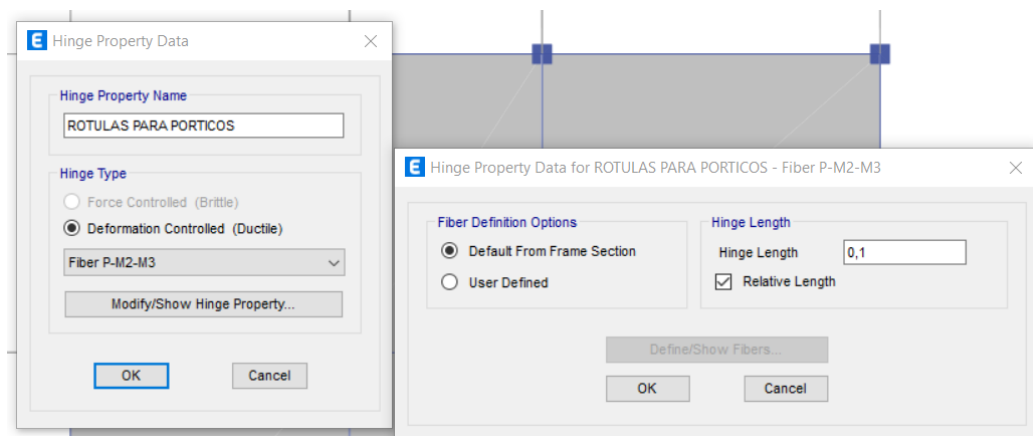 E Hinge Property Data
Hinge Property Name
ROTULAS PARA PORTICOS
Hinge Type
Force Controlled (Brittle)
Deformation Controlled (Ductile)
Fiber P-M2-M3
Modify/Show Hinge Property...
OK Cancel
E Hinge Property Data for ROTULAS PARA PORTICOS - Fiber P-M2-M3
Fiber Definition Options
Default From Frame Section
User Defined
Hinge Length
Hinge Length 0,1
Relative Length
Define/Show Fibers...
OK Cancel